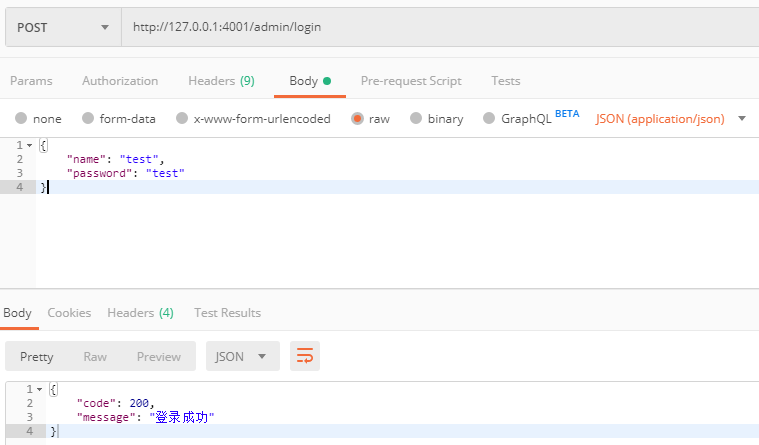 POST http://127.0.0.1:4001/admin/login
Params Authorization Headers (9) Body Pre-request Script Tests
none form-data x-www-form-urlencoded raw binary GraphQL BETA JSON (application/json)
1 {
2 "name": "test",
3 "password": "test"
4 }
Body Cookies Headers (4) Test Results
Pretty Raw Preview JSON
1 {
2 "code": 200,
3 "message": "登录成功"
4 }